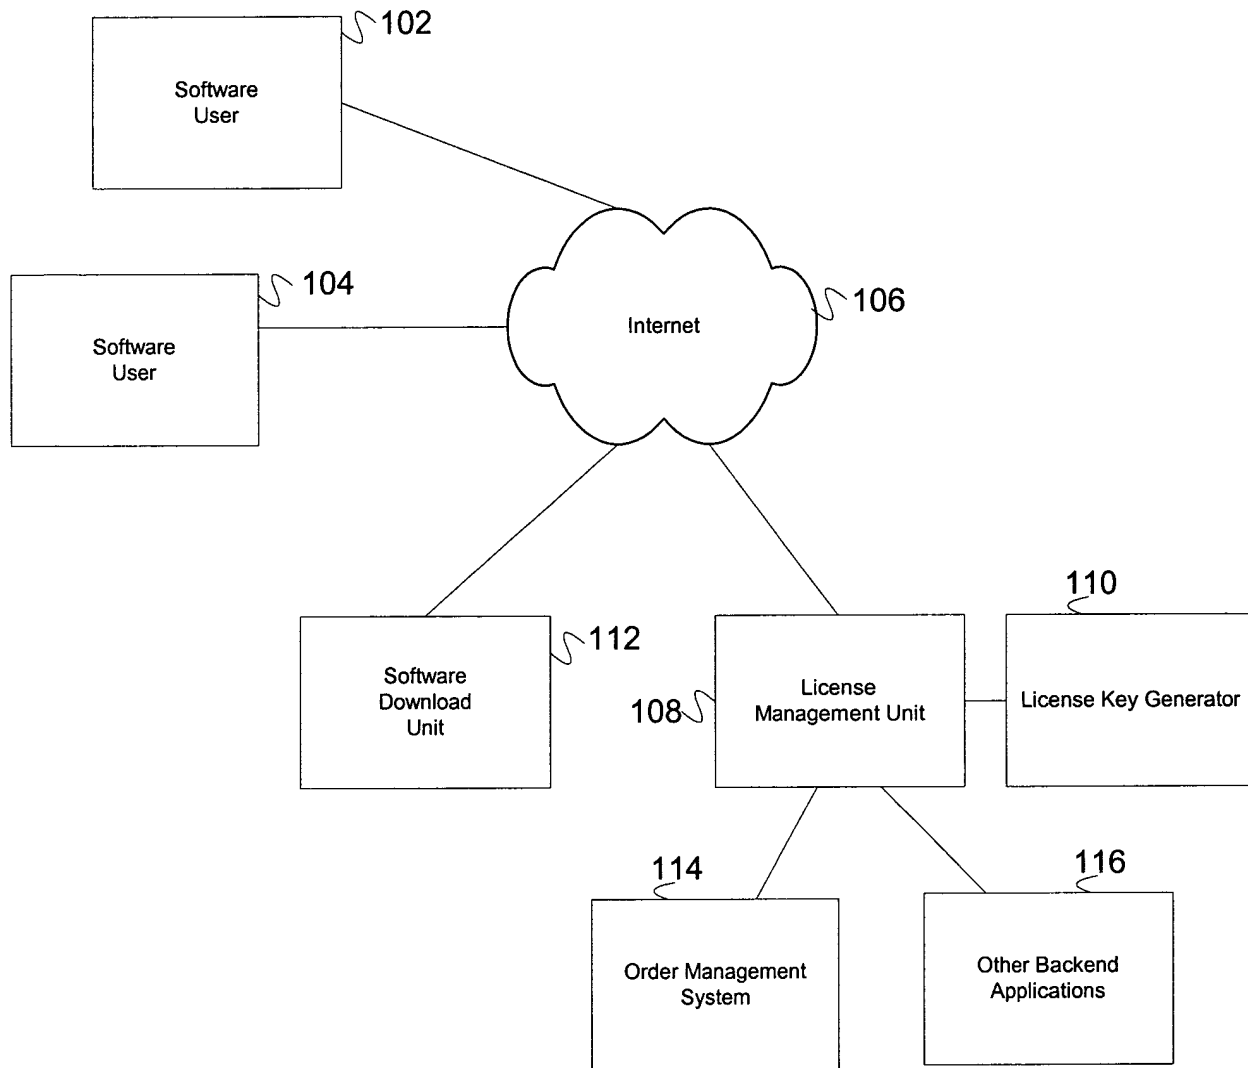 102
Software
User
104
Software
User
106
Internet
110
112
Software
Download
Unit
108
License
Management Unit
License Key Generator
114
116
Order Management
System
Other Backend
Applications